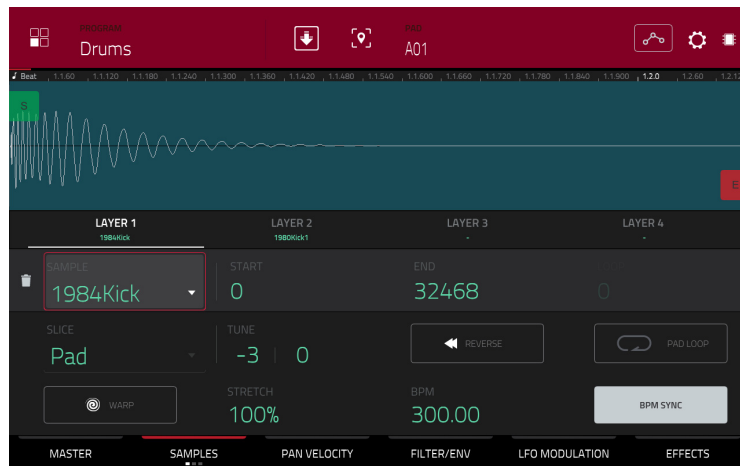 PROGRAM
PAD
Drums
A01
Beat 1.1.60 1.1.120 1.1.180 1.1.240 1.1.300 1.1.360 1.1.420 1.1.480 1.1.540 1.1.600 1.1.660 1.1.720 1.1.780 1.1.840 1.1.900 1.2.0 1.2.60 1.2.12
S
E
LAYER 1 LAYER 2 LAYER 3 LAYER 4
1984Kick 1980Kick1 - -
SAMPLE START END
1984Kick 0 32468 0
SLICE TUNE
Pad -3 0 REVERSE PAD LOOP
STRETCH BPM
WARP 100% 300.00 BPM SYNC
MASTER SAMPLES PAN VELOCITY FILTER/ENV LFO MODULATION EFFECTS